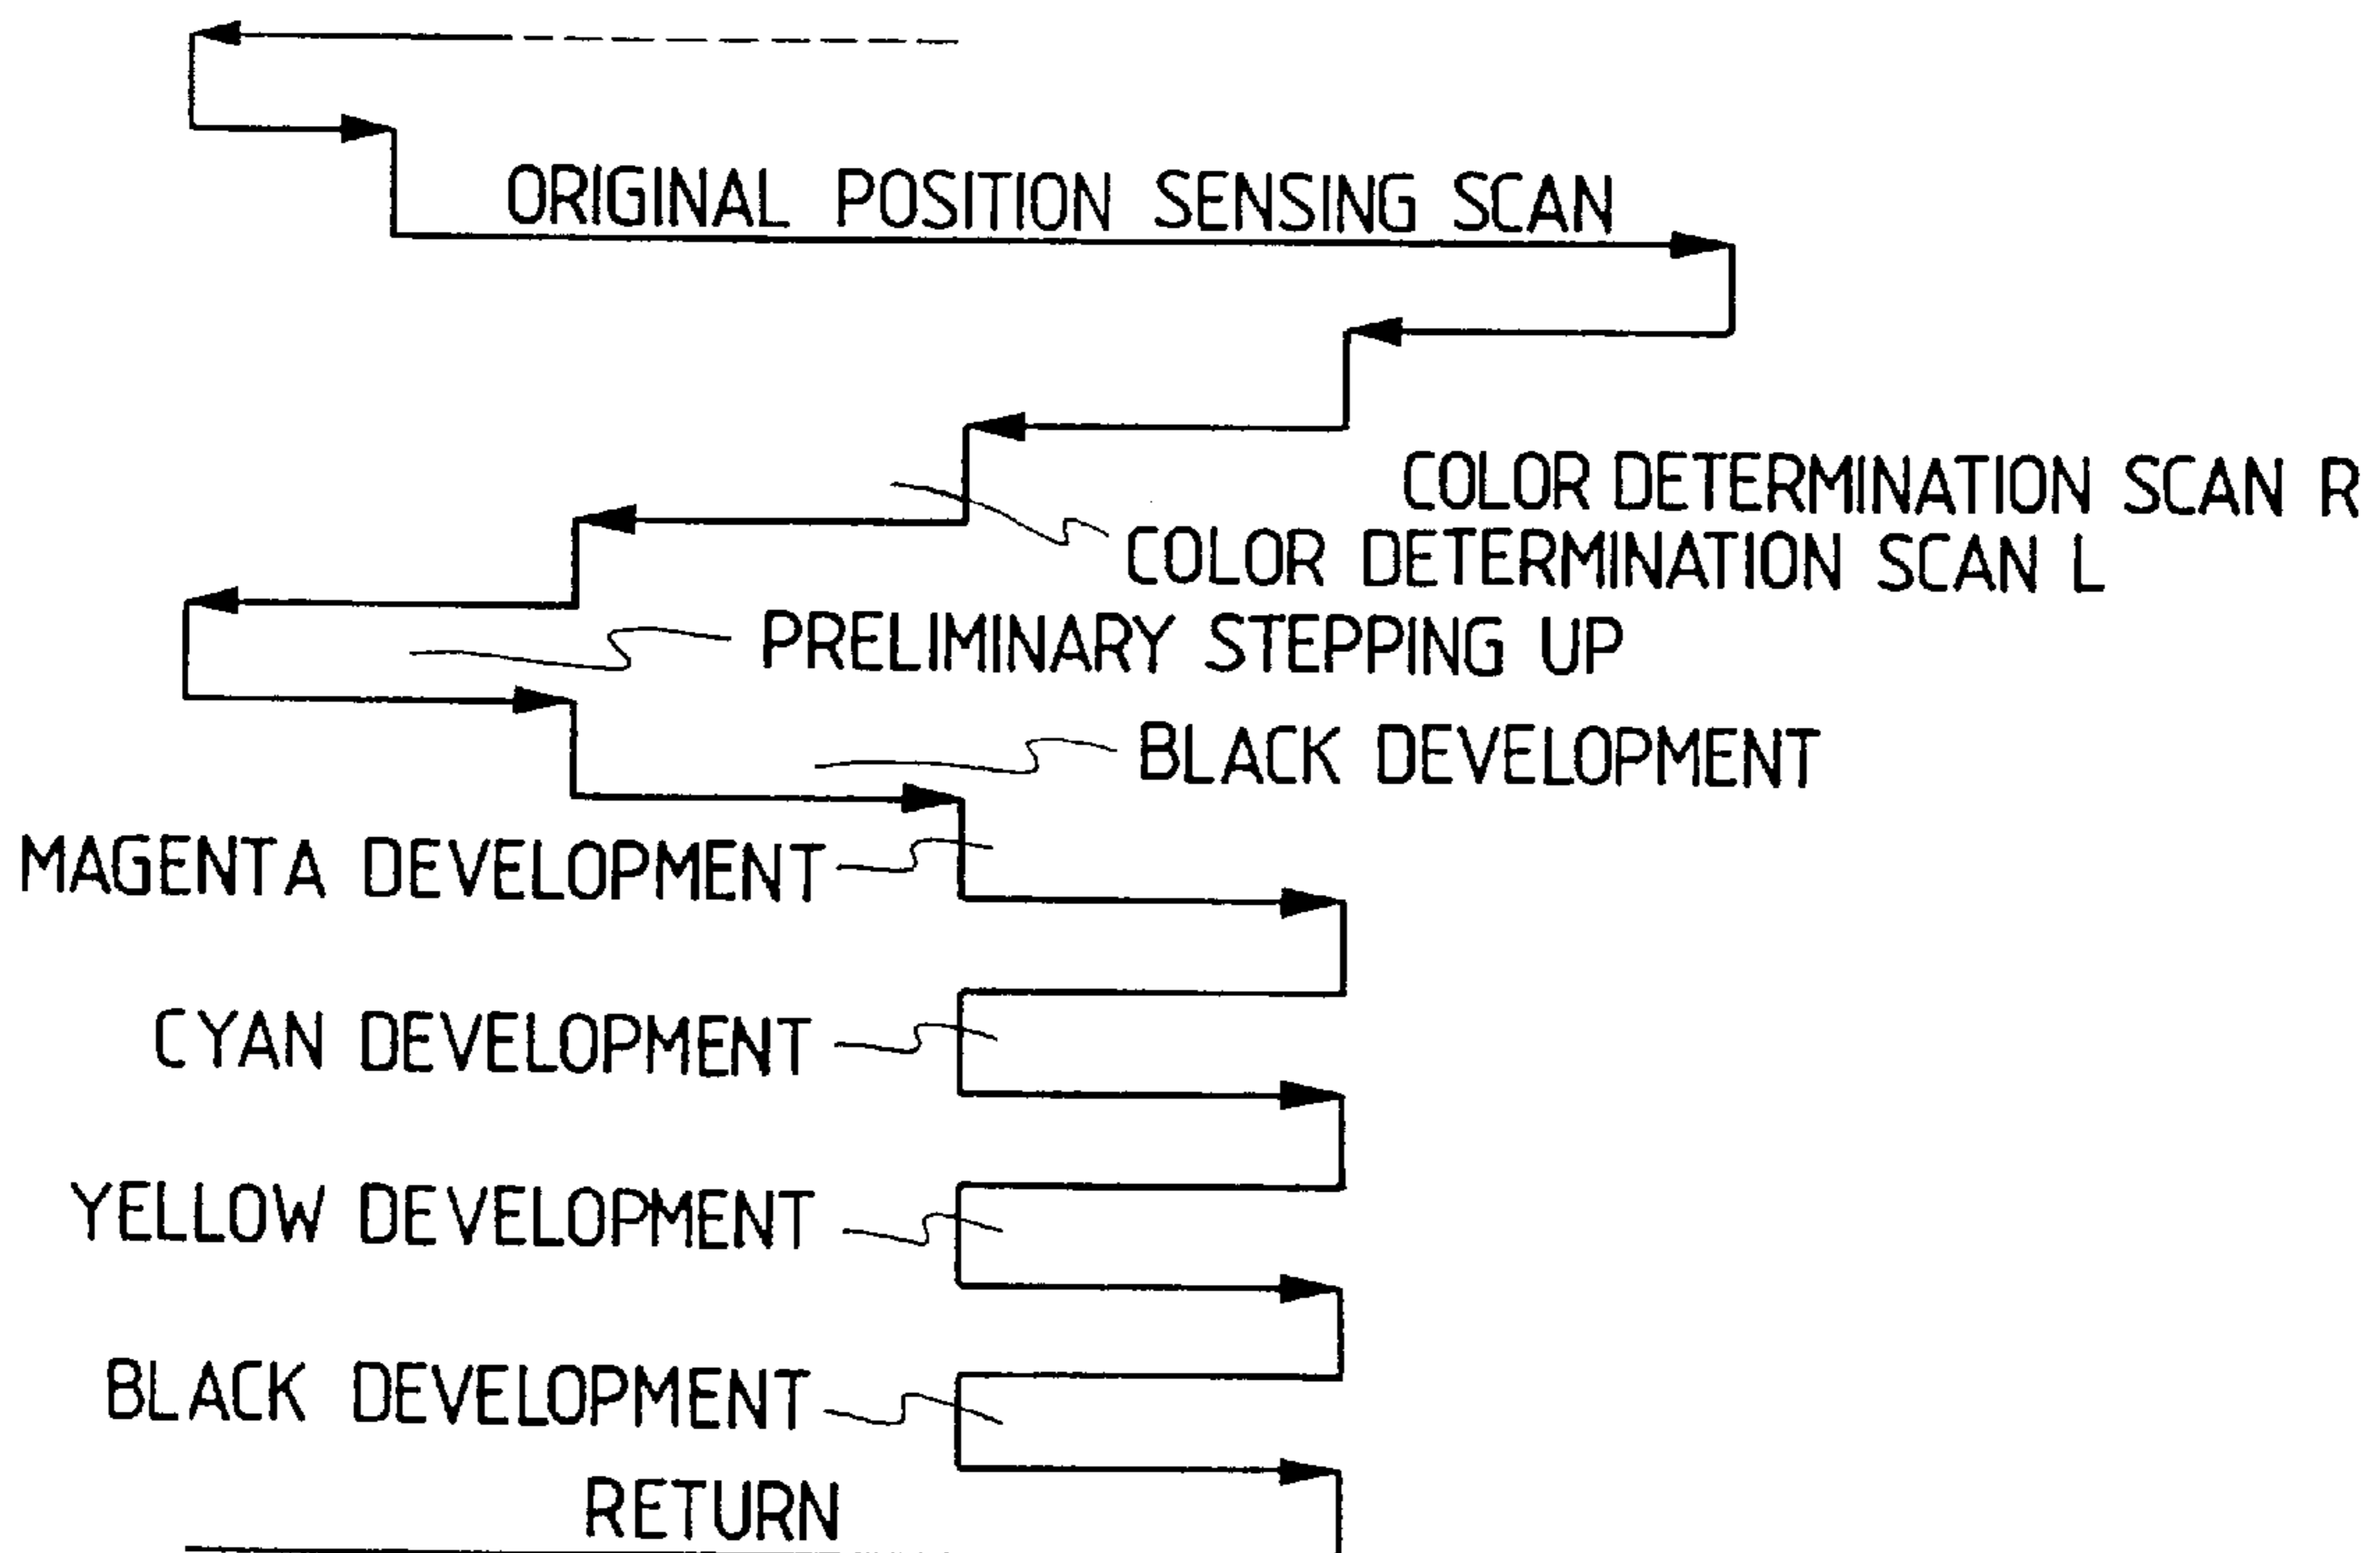 ORIGINAL POSITION SENSING SCAN
COLOR DETERMINATION SCAN R
COLOR DETERMINATION SCAN L
PRELIMINARY STEPPING UP
BLACK DEVELOPMENT
MAGENTA DEVELOPMENT
CYAN DEVELOPMENT
YELLOW DEVELOPMENT
BLACK DEVELOPMENT
RETURN